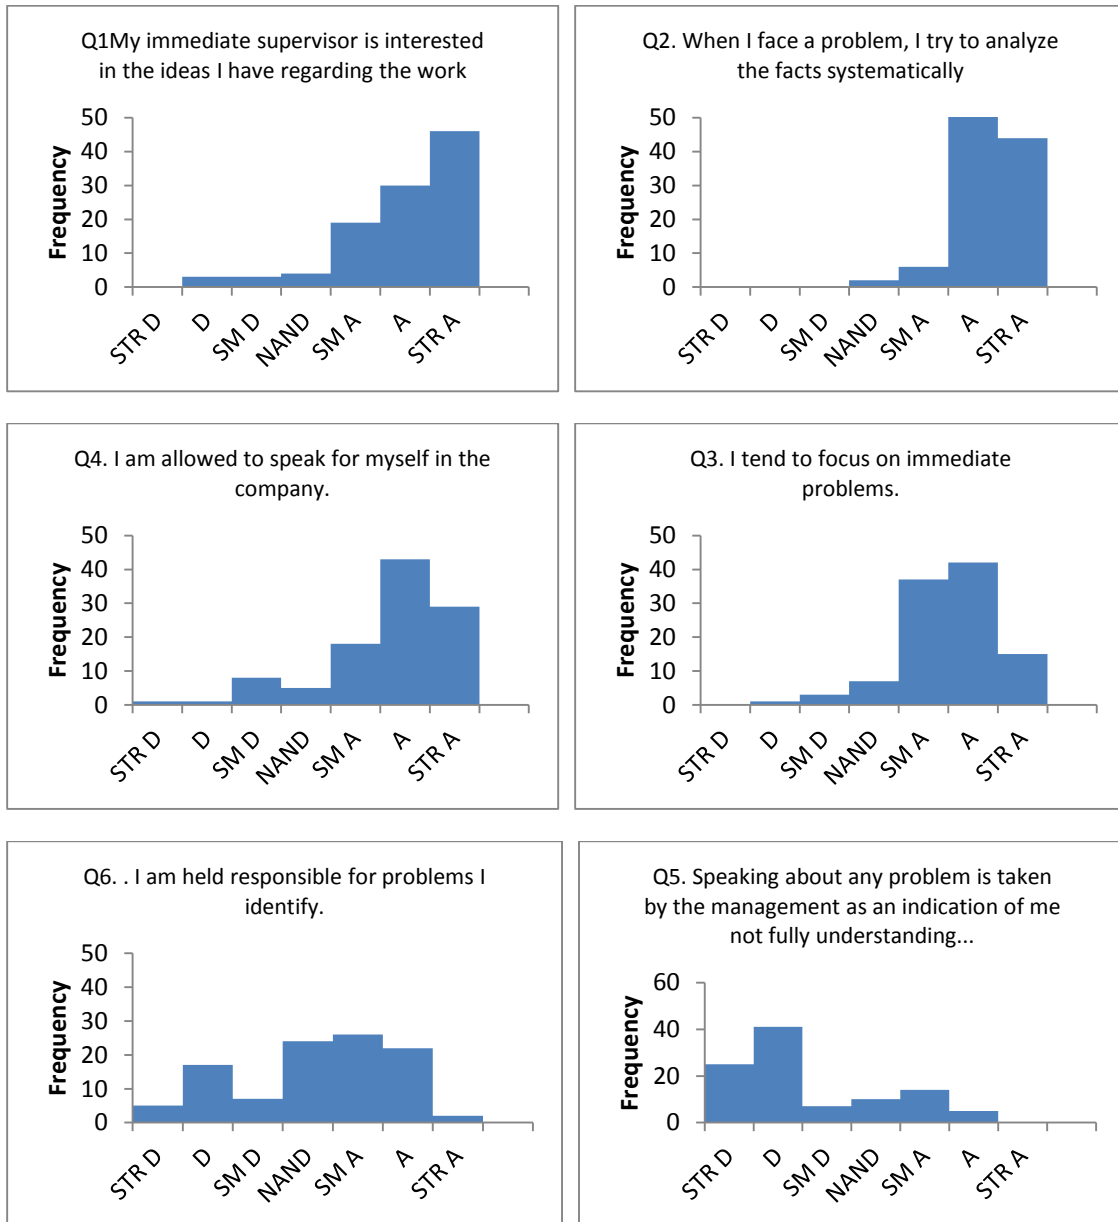 Q1My immediate supervisor is interested
in the ideas I have regarding the work
50
40
30
20
10
0
Frequency
STR D
D
SM D
NAND
SM A
A
STR A
Q2. When I face a problem, I try to analyze
the facts systematically
50
40
30
20
10
0
Frequency
STR D
D
SM D
NAND
SM A
A
STR A
Q4. I am allowed to speak for myself in the
company.
50
40
30
20
10
0
Frequency
STR D
D
SM D
NAND
SM A
A
STR A
Q3. I tend to focus on immediate
problems.
50
40
30
20
10
0
Frequency
STR D
D
SM D
NAND
SM A
A
STR A
Q6. . I am held responsible for problems I
identify.
50
40
30
20
10
0
Frequency
STR D
D
SM D
NAND
SM A
A
STR A
Q5. Speaking about any problem is taken
by the management as an indication of me
not fully understanding...
60
40
20
0
Frequency
STR D
D
SM D
NAND
SM A
A
STR A